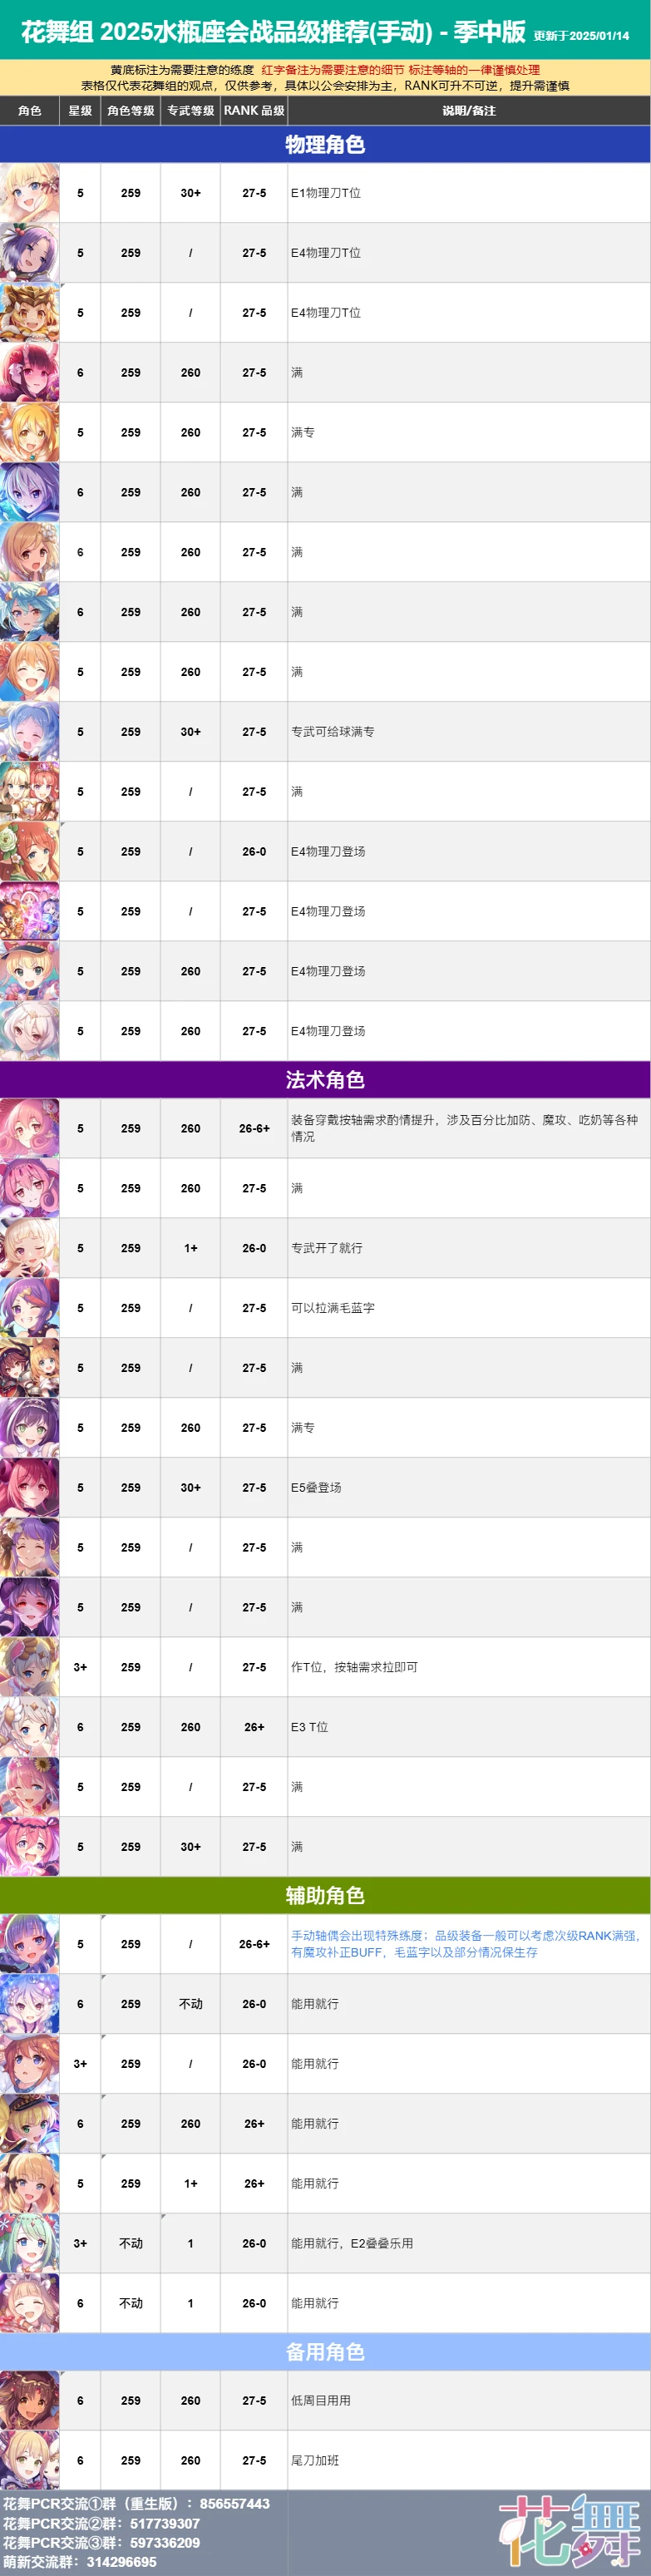 花舞组 2025水瓶座会战品级推荐(手动) - 季中版 更新于2025/01/14
黄底标注为需要注意的练度 红字备注为需要注意的细节 标注等轴的一律谨慎处理
表格仅代表花舞组的观点，仅供参考，具体以公会安排为主，RANK可升不可逆，提升需谨慎
角色 星级 角色等级 专武等级 RANK 品级 说明/备注
物理角色
5 259 30+ 27-5 E1物理刀T位
5 259 / 27-5 E4物理刀T位
5 259 / 27-5 E4物理刀T位
6 259 260 27-5 满
5 259 260 27-5 满专
6 259 260 27-5 满
6 259 260 27-5 满
6 259 260 27-5 满
5 259 260 27-5 满
5 259 30+ 27-5 专武可给球满专
5 259 / 27-5 满
5 259 / 26-0 E4物理刀登场
5 259 / 27-5 E4物理刀登场
5 259 260 27-5 E4物理刀登场
5 259 260 27-5 E4物理刀登场
法术角色
5 259 260 26-6+ 装备穿戴按轴需求酌情提升，涉及百分比加防、魔攻、吃奶等各种
情况
5 259 260 27-5 满
5 259 1+ 26-0 专武开了就行
5 259 / 27-5 可以拉满毛蓝字
5 259 / 27-5 满
5 259 260 27-5 满专
5 259 30+ 27-5 E5叠登场
5 259 / 27-5 满
5 259 / 27-5 满
3+ 259 / 27-5 作T位，按轴需求拉即可
6 259 260 26+ E3 T位
5 259 / 27-5 满
5 259 30+ 27-5 满
辅助角色
5 259 / 26-6+ 手动轴偶会出现特殊练度；品级装备一般可以考虑次级RANK满强，
有魔攻补正BUFF，毛蓝字以及部分情况保生存
6 259 不动 26-0 能用就行
3+ 259 / 26-0 能用就行
6 259 260 26+ 能用就行
5 259 1+ 26+ 能用就行
3+ 不动 1 26-0 能用就行，E2叠叠乐用
6 不动 1 26-0 能用就行
备用角色
6 259 260 27-5 低周目用用
6 259 260 27-5 尾刀加班
花舞PCR交流①群（重生版）：856557443
花舞PCR交流②群：517739307
花舞PCR交流③群：597336209
萌新交流群：314296695
花舞